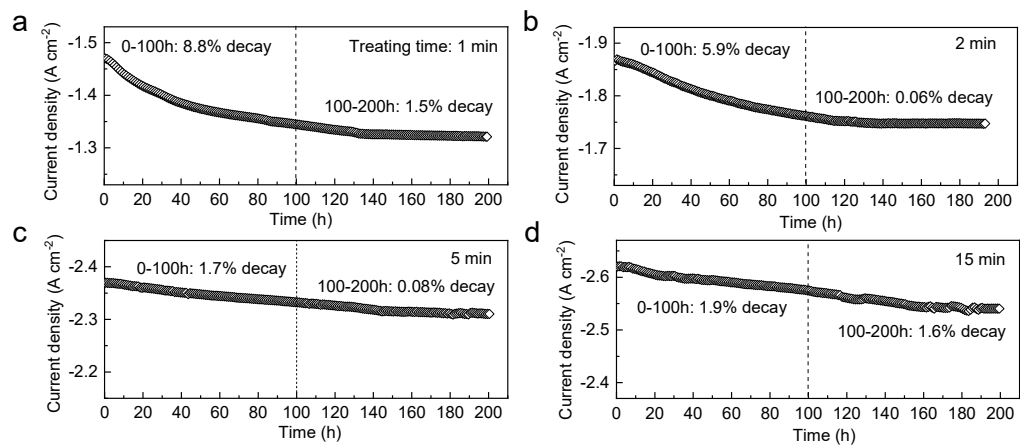 a
0-100h: 8.8% decay
Treating time: 1 min
100-200h: 1.5% decay
-1.5
-1.4
-1.3
Current density (A cm⁻²)
0 20 40 60 80 100 120 140 160 180 200
Time (h)
b
0-100h: 5.9% decay
2 min
100-200h: 0.06% decay
-1.9
-1.8
-1.7
Current density (A cm⁻²)
0 20 40 60 80 100 120 140 160 180 200
Time (h)
c
0-100h: 1.7% decay
5 min
100-200h: 0.08% decay
-2.4
-2.3
-2.2
Current density (A cm⁻²)
0 20 40 60 80 100 120 140 160 180 200
Time (h)
d
15 min
0-100h: 1.9% decay
100-200h: 1.6% decay
-2.6
-2.5
-2.4
Current density (A cm⁻²)
0 20 40 60 80 100 120 140 160 180 200
Time (h)